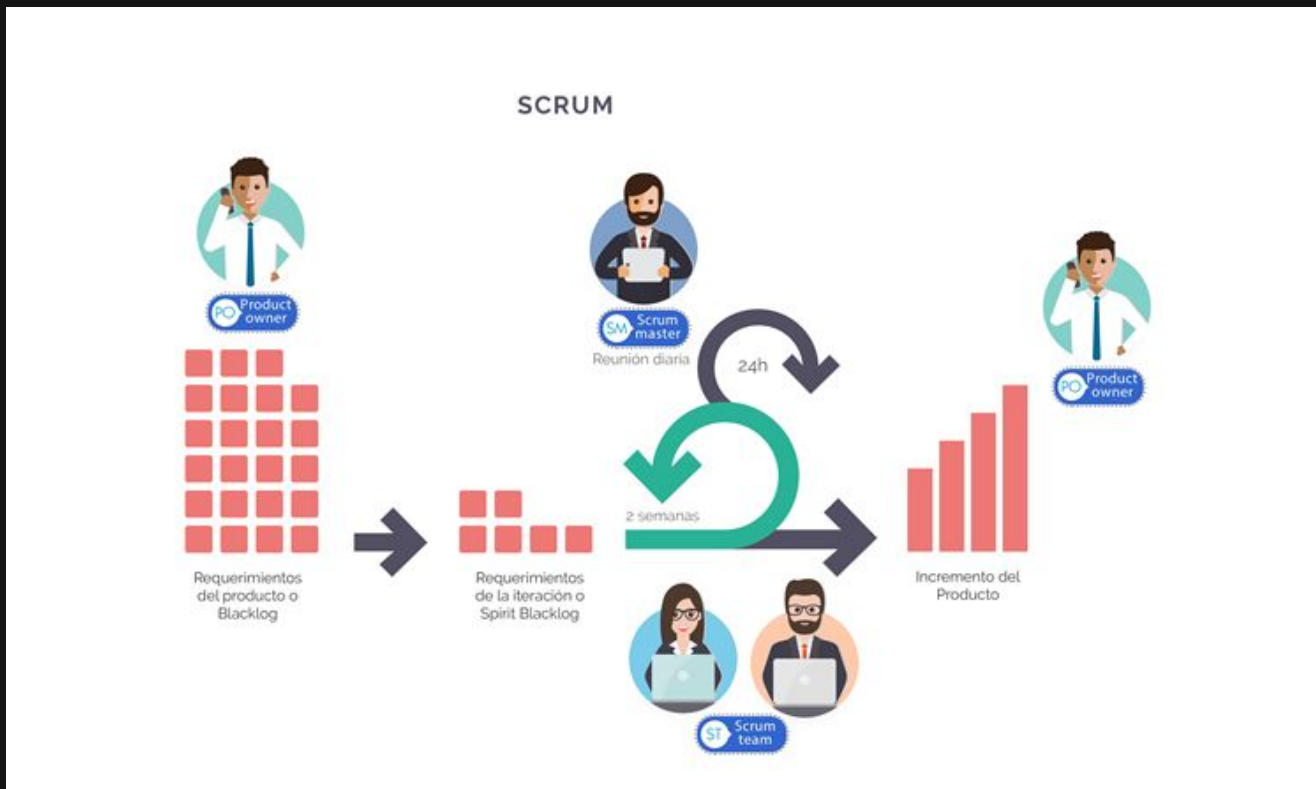 SCRUM
PO Product
owner
SM Scrum
master
Reunión diaria
24h
PO Product
owner
2 semanas
Requerimientos
del producto o
Blacklog
Requerimientos
de la iteración o
Spirit Blacklog
Incremento del
Producto
ST Scrum
team